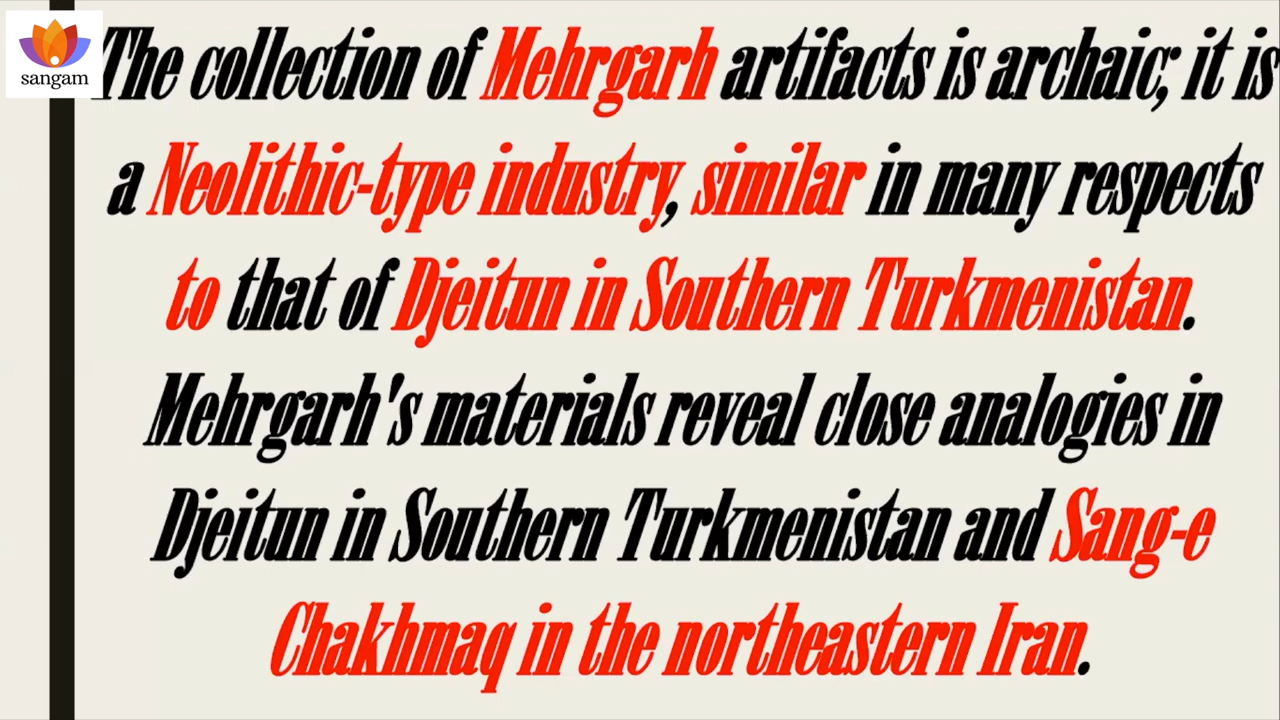 sangam
The collection of Mehrgarh artifacts is archaic; it is
a Neolithic-type industry, similar in many respects
to that of Djeitun in Southern Turkmenistan.
Mehrgarh's materials reveal close analogies in
Djeitun in Southern Turkmenistan and Sang-e
Chakhmaq in the northeastern Iran.